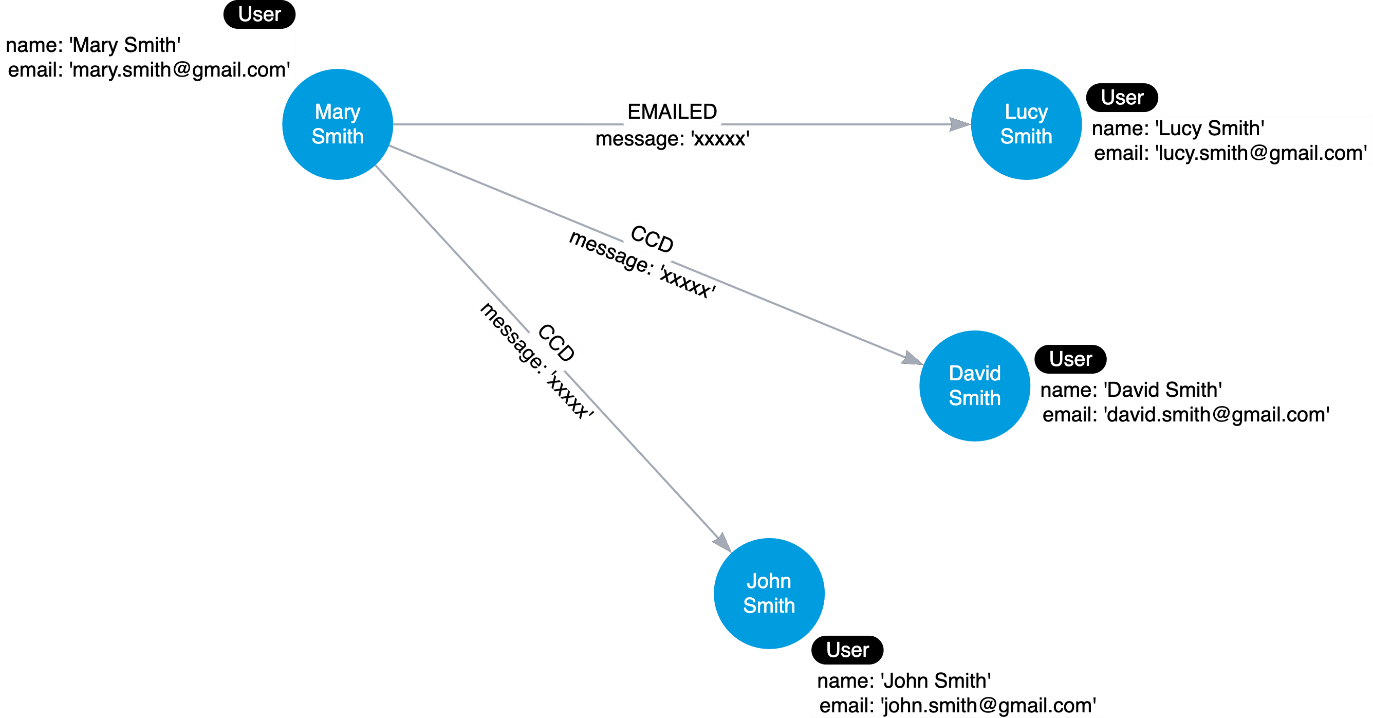 User
name: 'Mary Smith'
email: 'mary.smith@gmail.com'
Mary
Smith
EMAILED
message: 'xxxxx'
Lucy
Smith
User
name: 'Lucy Smith'
email: 'lucy.smith@gmail.com'
CCD
message: 'xxxxx'
CCD
message: 'xxxxx'
David
Smith
User
name: 'David Smith'
email: 'david.smith@gmail.com'
John
Smith
User
name: 'John Smith'
email: 'john.smith@gmail.com'